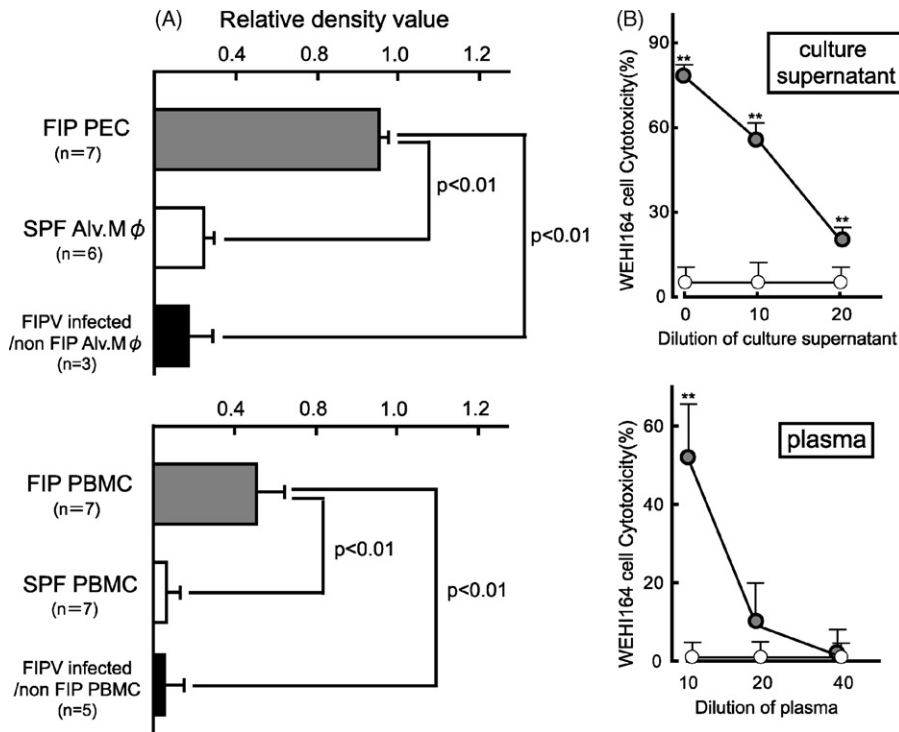 (A) Relative density value
0.4 0.8 1.0 1.2
FIP PEC
(n=7)
SPF Alv.M ϕ
(n=6)
FIPV infected
/non FIP Alv.M ϕ
(n=3)
p<0.01
p<0.01
0.4 0.8 1.0 1.2
FIP PBMC
(n=7)
SPF PBMC
(n=7)
FIPV infected
/non FIP PBMC
(n=5)
p<0.01
p<0.01
(B)
culture
supernatant
WEHI164 cell Cytotoxicity(%)
90
60
30
0
**
**
**
0 10 20
Dilution of culture supernatant
plasma
WEHI164 cell Cytotoxicity(%)
60
40
20
0
**
10 20 40
Dilution of plasma